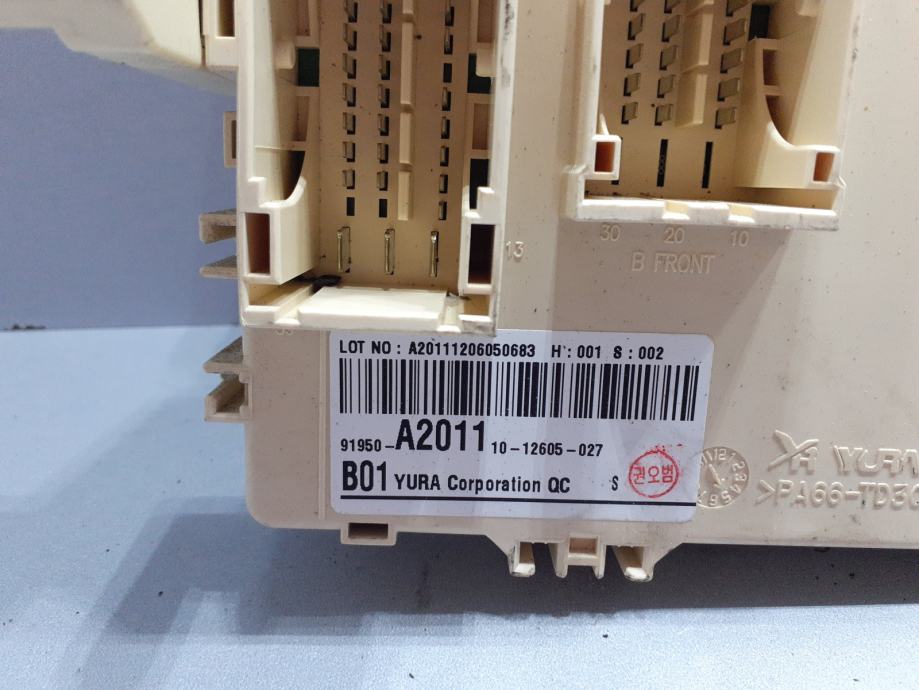 13
30 20 10
B FRONT
LOT NO : A20111206050683 H : 001 S : 002
91950-A2011 10-12605-027
B01 YURA Corporation QC S
권오범
YURA
>PA66-TD3